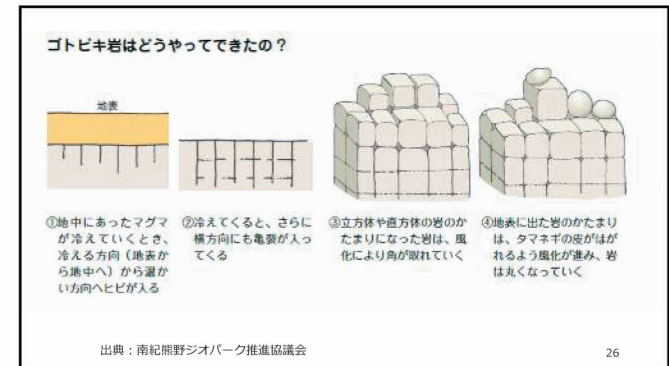 ゴトビキ岩はどうやってできたの？
地表
①地中にあったマグマ
が冷えていくとき、
冷える方向（地表か
ら地中へ）から温か
い方向へヒビが入る
②冷えてくると、さらに
横方向にも亀裂が入っ
てくる
③立方体や直方体の岩のか
たまりになった岩は、風
化により角が取れていく
④地表に出た岩のかたまり
は、タマネギの皮がはが
れるよう風化が進み、岩
は丸くなっていく
出典：南紀熊野ジオパーク推進協議会
26